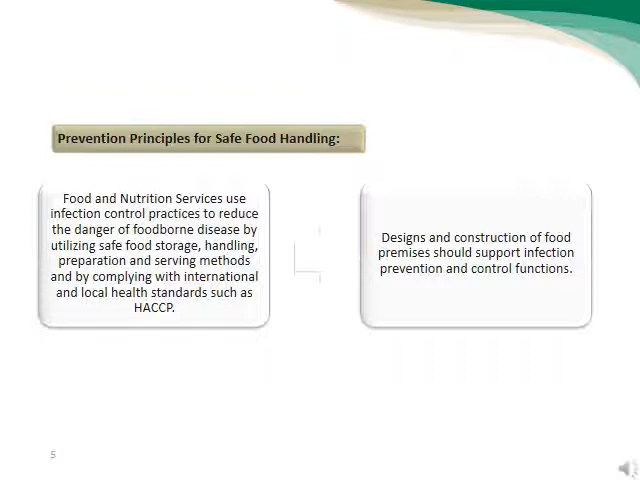 Prevention Principles for Safe Food Handling:
Food and Nutrition Services use
infection control practices to reduce
the danger of foodborne disease by
utilizing safe food storage, handling,
preparation and serving methods
and by complying with international
and local health standards such as
HACCP.
Designs and construction of food
premises should support infection
prevention and control functions.
5